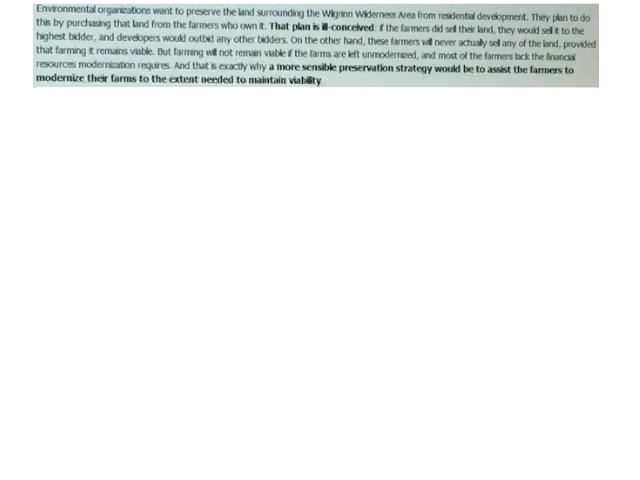 Environmental organizations want to preserve the land surrounding the Wilgrinn Wilderness Area from residential development. They plan to do
this by purchasing that land from the farmers who own it. That plan is ill-conceived: if the farmers did sell their land, they would sell it to the
highest bidder, and developers would outbid any other bidders. On the other hand, these farmers will never actually sell any of the land, provided
that farming it remains viable. But farming will not remain viable if the farms are left unmodernized, and most of the farmers lack the financial
resources modernization requires. And that is exactly why a more sensible preservation strategy would be to assist the farmers to
modernize their farms to the extent needed to maintain viability.